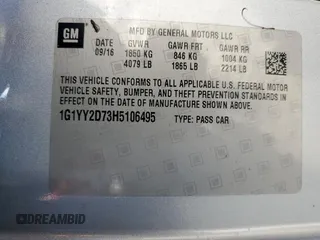 GM
MFD BY GENERAL MOTORS LLC
DATE GVWR GAWR FRT GAWR RR
09/16 1850 KG 846 KG 1004 KG
4079 LB 1865 LB 2214 LB
THIS VEHICLE CONFORMS TO ALL APPLICABLE U.S. FEDERAL MOTOR
VEHICLE SAFETY, BUMPER, AND THEFT PREVENTION STANDARDS
IN EFFECT ON THE DATE OF MANUFACTURE SHOWN ABOVE.
1G1YY2D73H5106495 TYPE: PASS CAR
DREAMBID